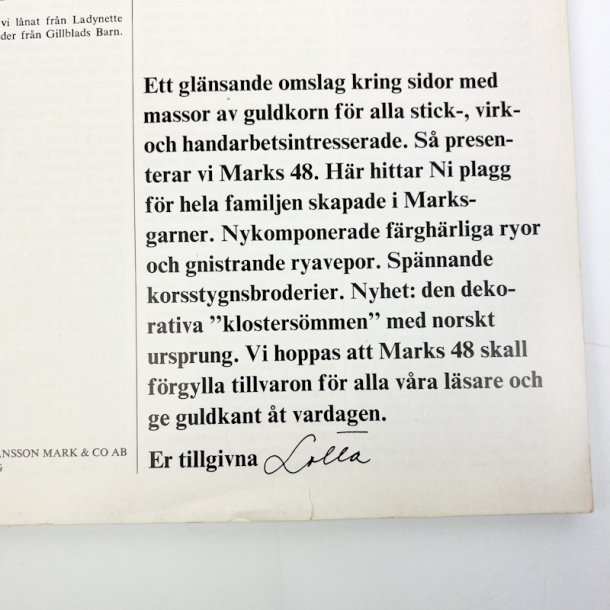 vi lånat från Ladynette
der från Gillblads Barn.
Ett glänsande omslag kring sidor med
massor av guldkorn för alla stick-, virk-
och handarbetsintresserade. Så presen-
terar vi Marks 48. Här hittar Ni plagg
för hela familjen skapade i Marks-
garner. Nykomponerade färghärliga ryor
och gnistrande ryavepor. Spännande
korsstygnsbroderier. Nyhet: den deko-
rativa ”klostersömmen” med norskt
ursprung. Vi hoppas att Marks 48 skall
förgylla tillvaron för alla våra läsare och
ge guldkant åt vardagen.
Er tillgivna Lolla
ANSSON MARK & CO AB
G